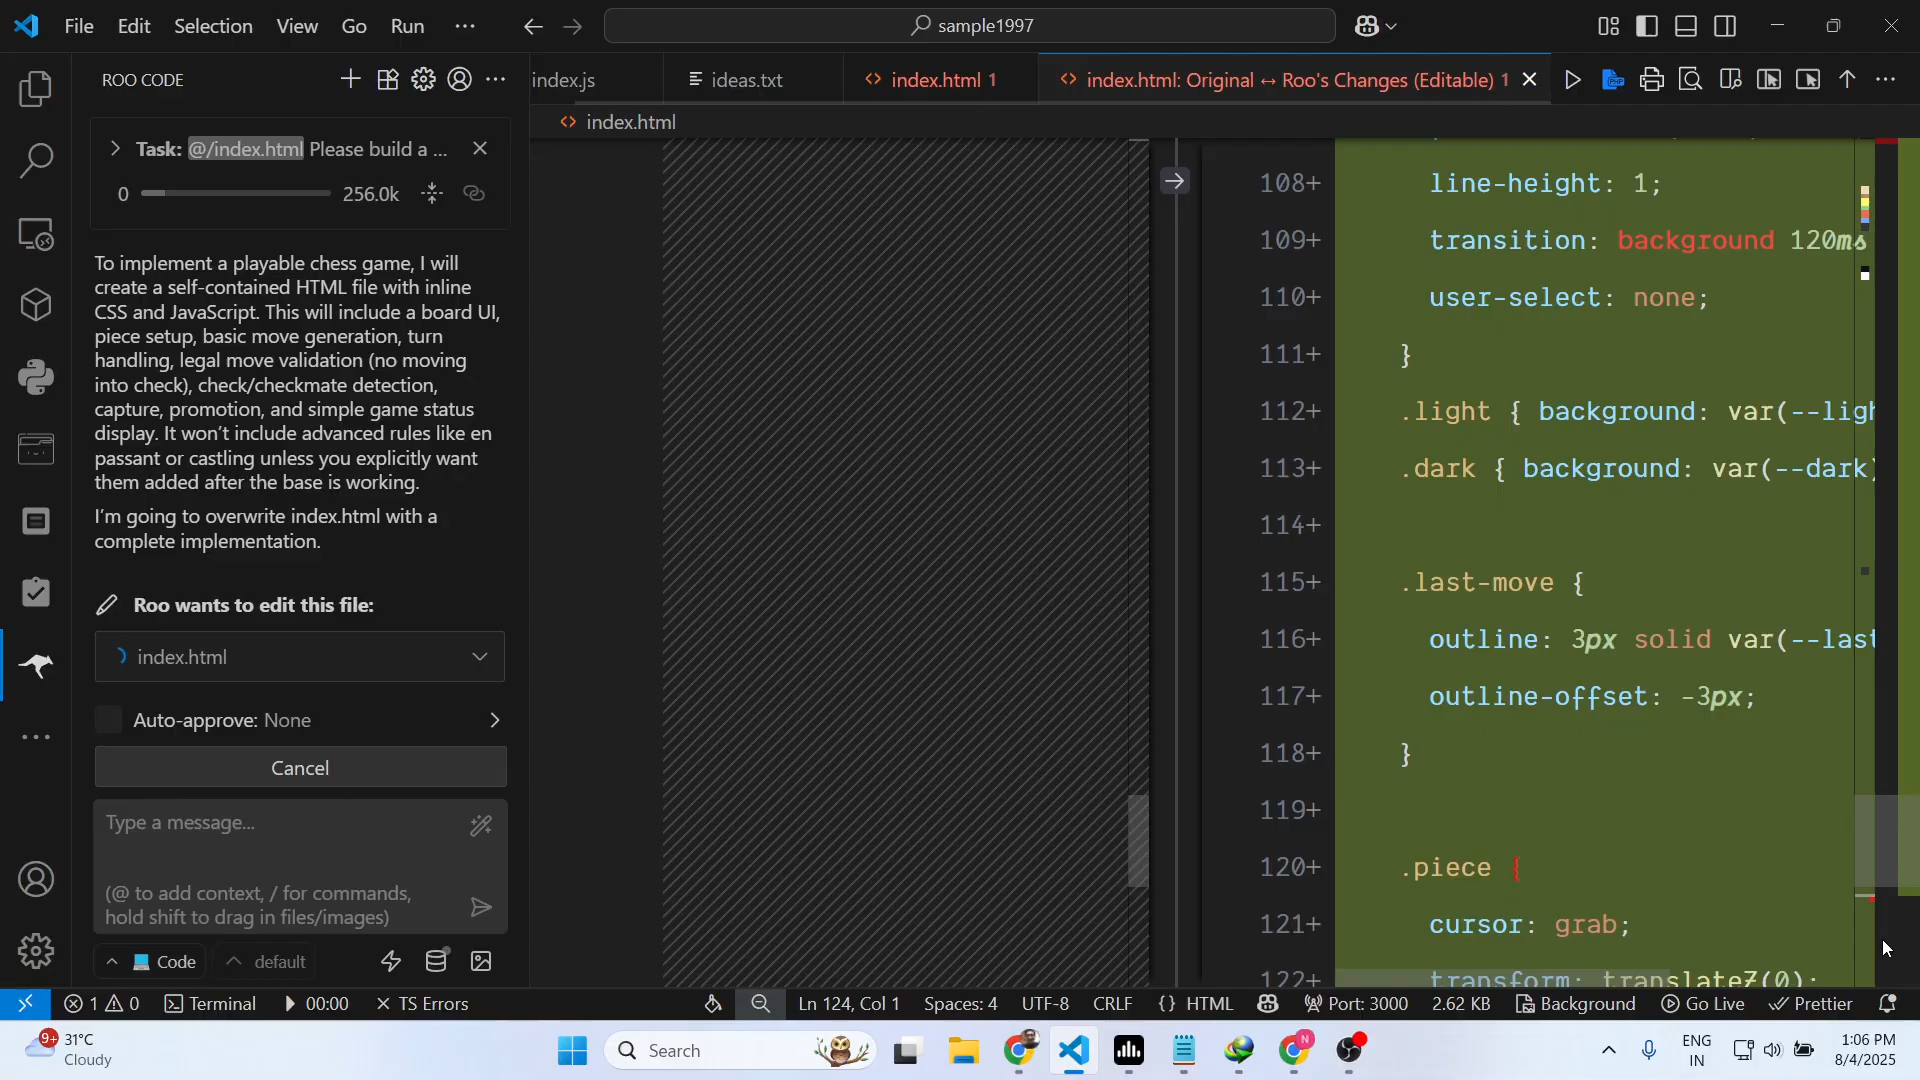 File Edit Selection View Go Run
sample1997
ROO CODE
index.js
ideas.txt
index.html 1
index.html: Original ↔ Roo's Changes (Editable) 1
index.html
Task: @/index.html Please build a ...
0
256.0k
To implement a playable chess game, I will
create a self-contained HTML file with inline
CSS and JavaScript. This will include a board UI,
piece setup, basic move generation, turn
handling, legal move validation (no moving
into check), check/checkmate detection,
capture, promotion, and simple game status
display. It won’t include advanced rules like en
passant or castling unless you explicitly want
them added after the base is working.
I’m going to overwrite index.html with a
complete implementation.
Roo wants to edit this file:
index.html
Auto-approve: None
Cancel
Type a message...
(@ to add context, / for commands,
hold shift to drag in files/images)
Code
default
108+ line-height: 1;
109+ transition: background 120ms
110+ user-select: none;
111+ }
112+ .light { background: var(--ligh
113+ .dark { background: var(--dark)
114+
115+ .last-move {
116+ outline: 3px solid var(--last
117+ outline-offset: -3px;
118+ }
119+
120+ .piece {
121+ cursor: grab;
122+ transform: translateZ(0);
1 0 Terminal 00:00 TS Errors
Ln 124, Col 1 Spaces: 4 UTF-8 CRLF {} HTML Port: 3000 2.62 KB Background Go Live Prettier
9+
31°C
Cloudy
Search
N
ENG
IN
1:06 PM
8/4/2025